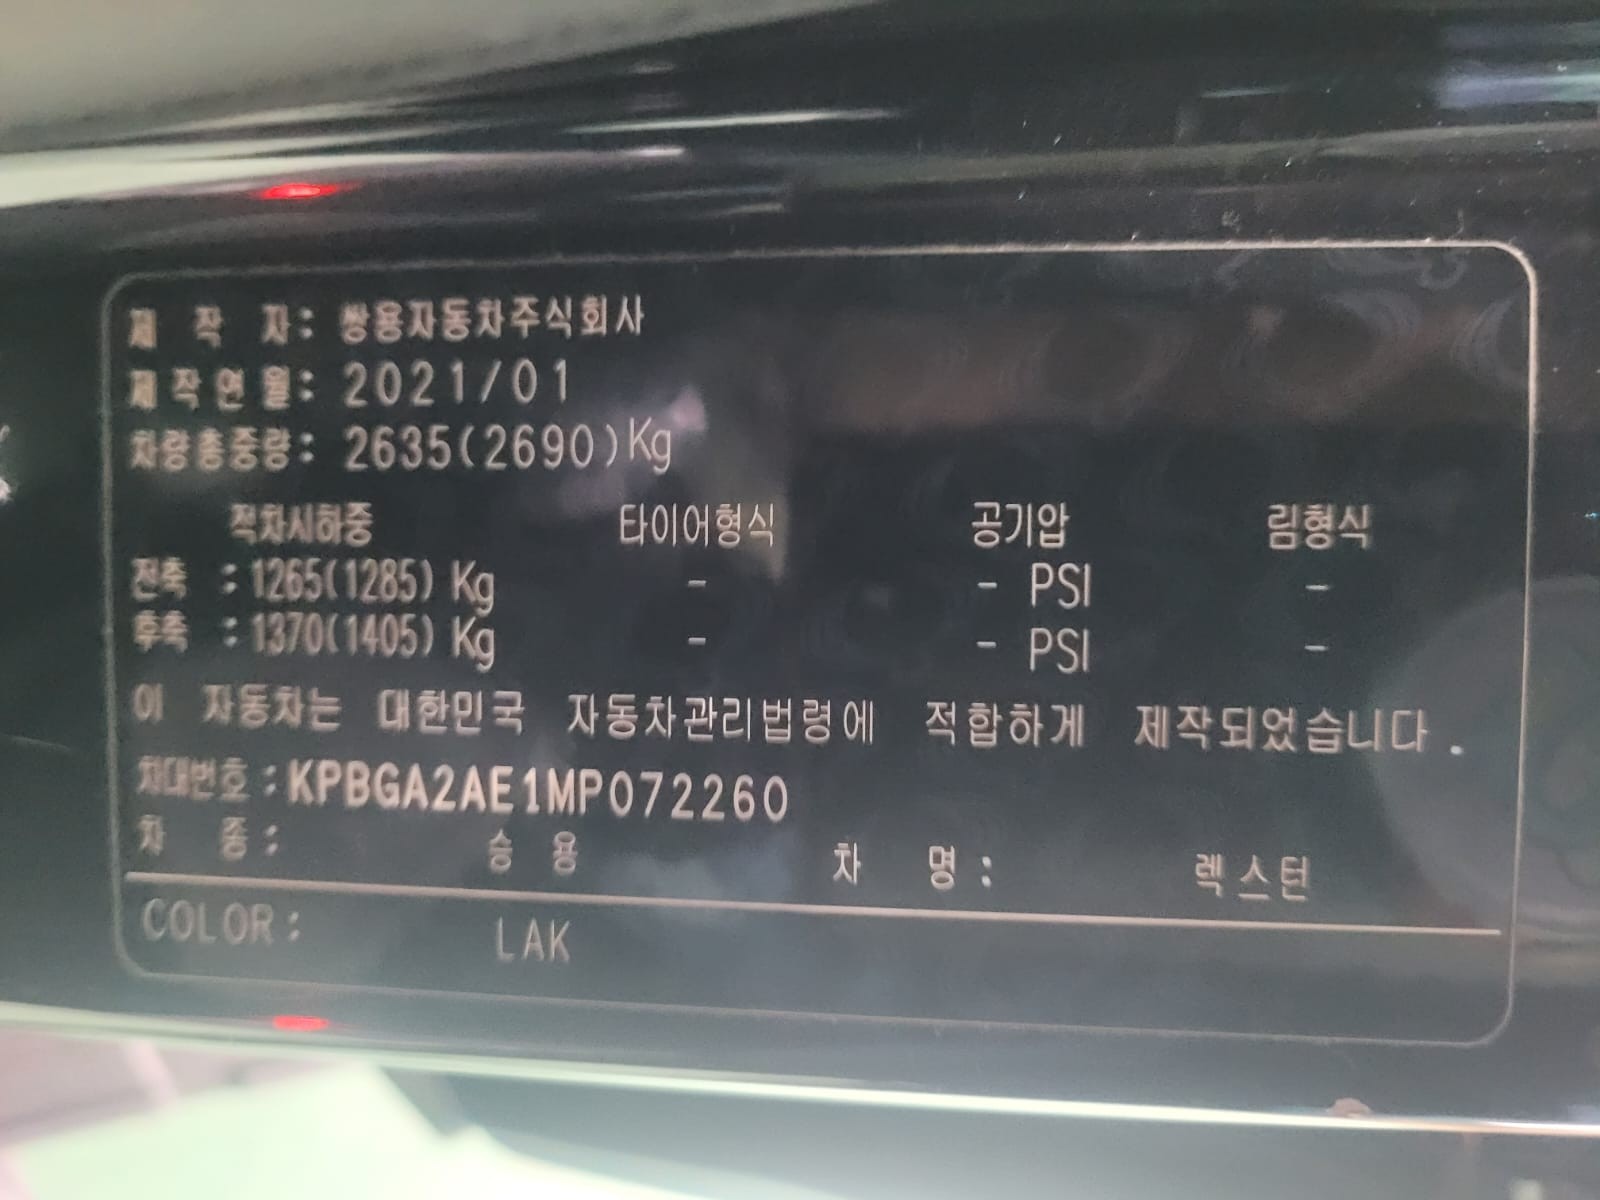 제 작 자: 쌍용자동차주식회사
제작연월: 2021/01
차량총중량: 2635(2690)Kg
적차시하중 타이어형식 공기압 림형식
전축 : 1265(1285) Kg - - PSI -
후축 : 1370(1405) Kg - - PSI -
이 자동차는 대한민국 자동차관리법령에 적합하게 제작되었습니다.
차대번호 : KPBGA2AE1MP072260
차 종: 승 용 차 명: 렉스턴
COLOR: LAK